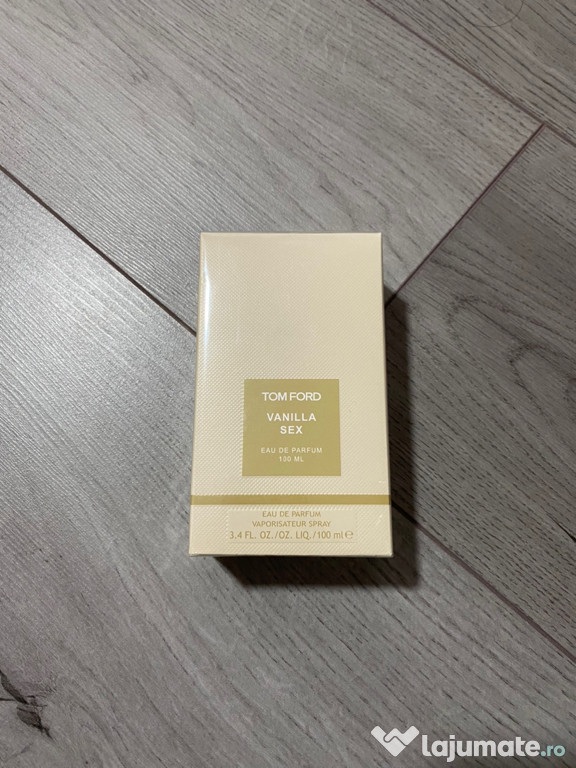 TOM FORD
VANILLA
SEX
EAU DE PARFUM
100 ML
EAU DE PARFUM
VAPORISATEUR SPRAY
3.4 FL. OZ./OZ. LIQ./100 ml ℮
lajumate.ro